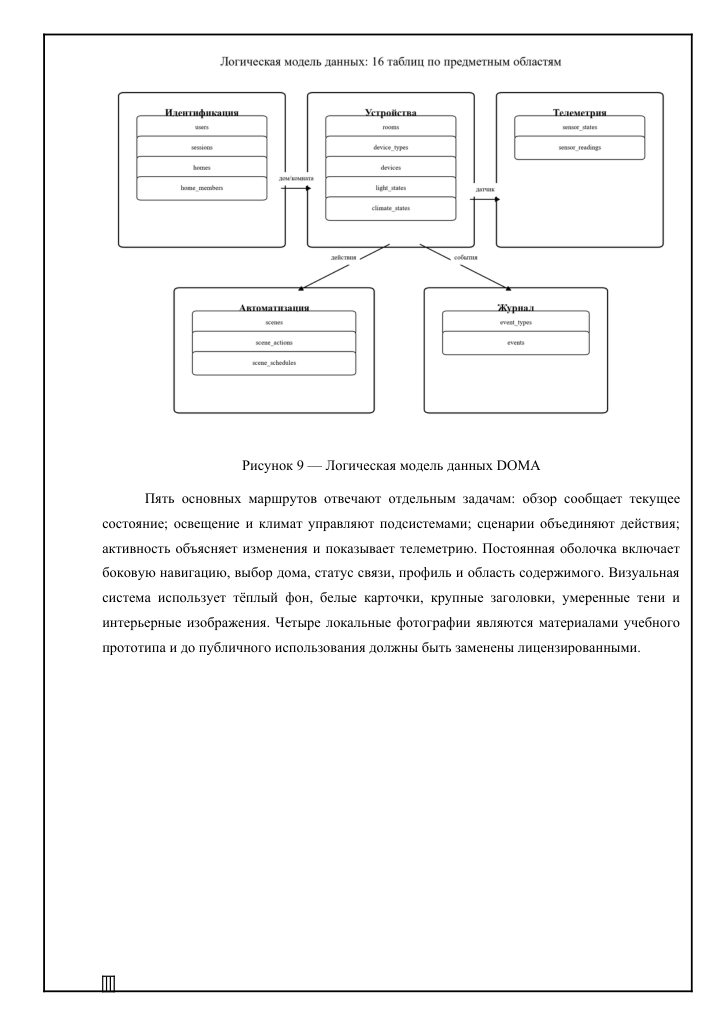 Логическая модель данных: 16 таблиц по предметным областям
Идентификация
users
sessions
homes
home_members
дом/комната
Устройства
rooms
device_types
devices
light_states
climate_states
датчик
Телеметрия
sensor_states
sensor_readings
действия
события
Автоматизация
scenes
scene_actions
scene_schedules
Журнал
event_types
events
Рисунок 9 — Логическая модель данных DOMA
Пять основных маршрутов отвечают отдельным задачам: обзор сообщает текущее
состояние; освещение и климат управляют подсистемами; сценарии объединяют действия;
активность объясняет изменения и показывает телеметрию. Постоянная оболочка включает
боковую навигацию, выбор дома, статус связи, профиль и область содержимого. Визуальная
система использует тёплый фон, белые карточки, крупные заголовки, умеренные тени и
интерьерные изображения. Четыре локальные фотографии являются материалами учебного
прототипа и до публичного использования должны быть заменены лицензированными.